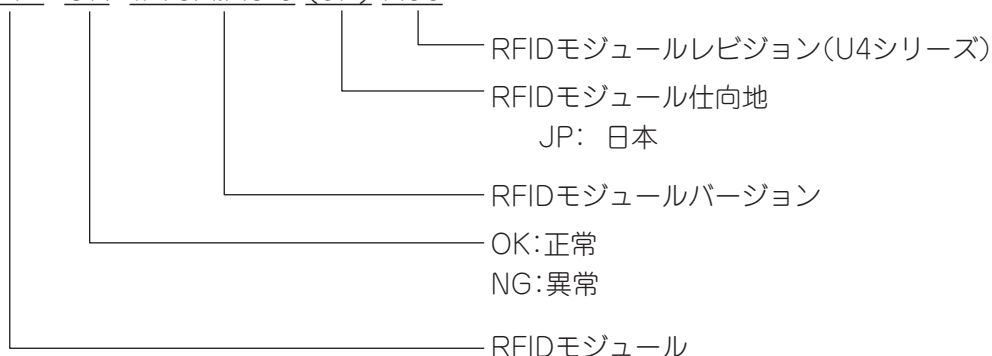 RFIDモジュールレビジョン(U4シリーズ)
RFIDモジュール仕向地
JP: 日本
RFIDモジュールバージョン
OK:正常
NG:異常
RFIDモジュール